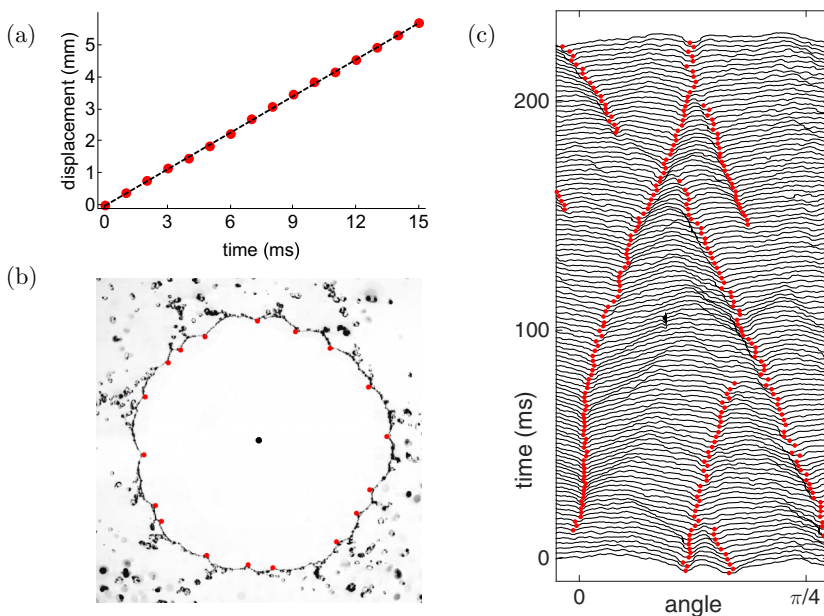 (a)
displacement (mm)
5
4
3
2
1
0
0 3 6 9 12 15
time (ms)
(b)
(c)
time (ms)
200
100
0
0 π/4
angle